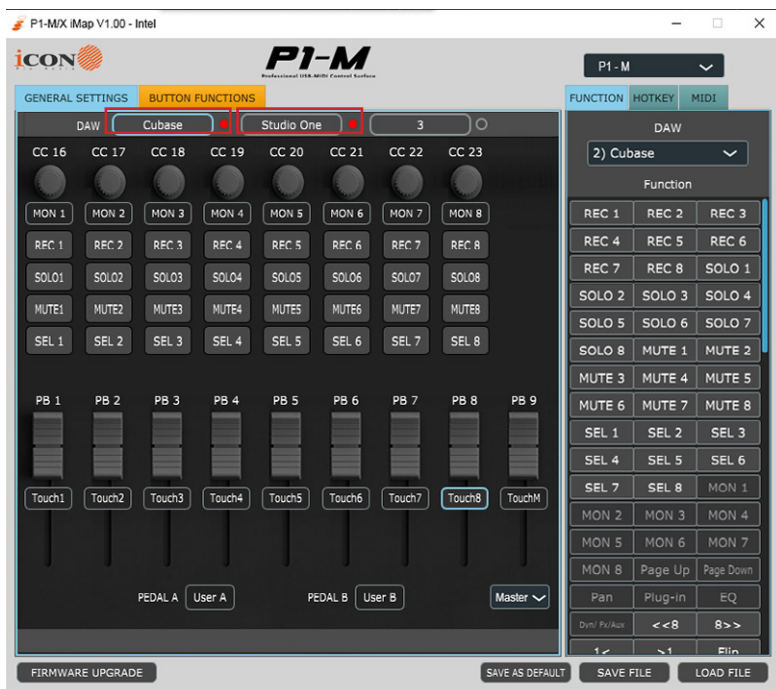 P1-M/X iMap V1.00 - Intel
icon
P1-M
Professional USB-MIDI Control Surface
P1 - M
GENERAL SETTINGS BUTTON FUNCTIONS
FUNCTION HOTKEY MIDI
DAW Cubase Studio One 3
CC 16 CC 17 CC 18 CC 19 CC 20 CC 21 CC 22 CC 23
MON 1 MON 2 MON 3 MON 4 MON 5 MON 6 MON 7 MON 8
REC 1 REC 2 REC 3 REC 4 REC 5 REC 6 REC 7 REC 8
SOLO1 SOLO2 SOLO3 SOLO4 SOLO5 SOLO6 SOLO7 SOLO8
MUTE1 MUTE2 MUTE3 MUTE4 MUTE5 MUTE6 MUTE7 MUTE8
SEL 1 SEL 2 SEL 3 SEL 4 SEL 5 SEL 6 SEL 7 SEL 8
PB 1 PB 2 PB 3 PB 4 PB 5 PB 6 PB 7 PB 8 PB 9
Touch1 Touch2 Touch3 Touch4 Touch5 Touch6 Touch7 Touch8 TouchM
PEDAL A User A PEDAL B User B Master
DAW
2) Cubase
Function
REC 1 REC 2 REC 3
REC 4 REC 5 REC 6
REC 7 REC 8 SOLO 1
SOLO 2 SOLO 3 SOLO 4
SOLO 5 SOLO 6 SOLO 7
SOLO 8 MUTE 1 MUTE 2
MUTE 3 MUTE 4 MUTE 5
MUTE 6 MUTE 7 MUTE 8
SEL 1 SEL 2 SEL 3
SEL 4 SEL 5 SEL 6
SEL 7 SEL 8 MON 1
MON 2 MON 3 MON 4
MON 5 MON 6 MON 7
MON 8 Page Up Page Down
Pan Plug-in EQ
Dyn/ Fx/Aux <<8 8>>
1< >1 Flip
FIRMWARE UPGRADE SAVE AS DEFAULT SAVE FILE LOAD FILE